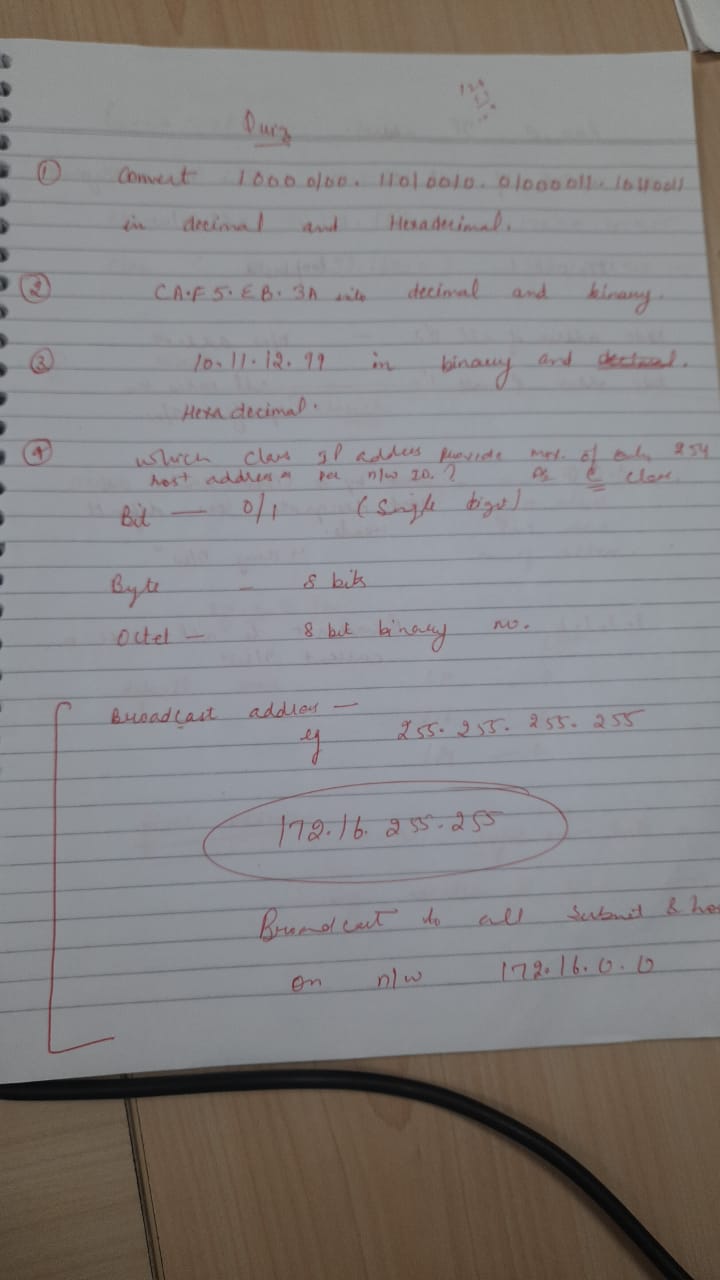 Quiz
① Convert 10000100. 11010010. 01000011. 10110011
in decimal and Hexadecimal.
② CA.F5.EB.3A into decimal and binary.
③ 10.11.12.99 in binary and decimal.
Hexa decimal.
④ which class IP address provide max. of only 254
host address per n/w ID. ? C class
Bit — 0/1 (Single digit)
Byte - 8 bits
Octet — 8 bit binary no.
Broadcast address —
eg 255. 255. 255. 255
172.16. 255.255
Broadcast to all subnet &
on n/w 172.16.0.0